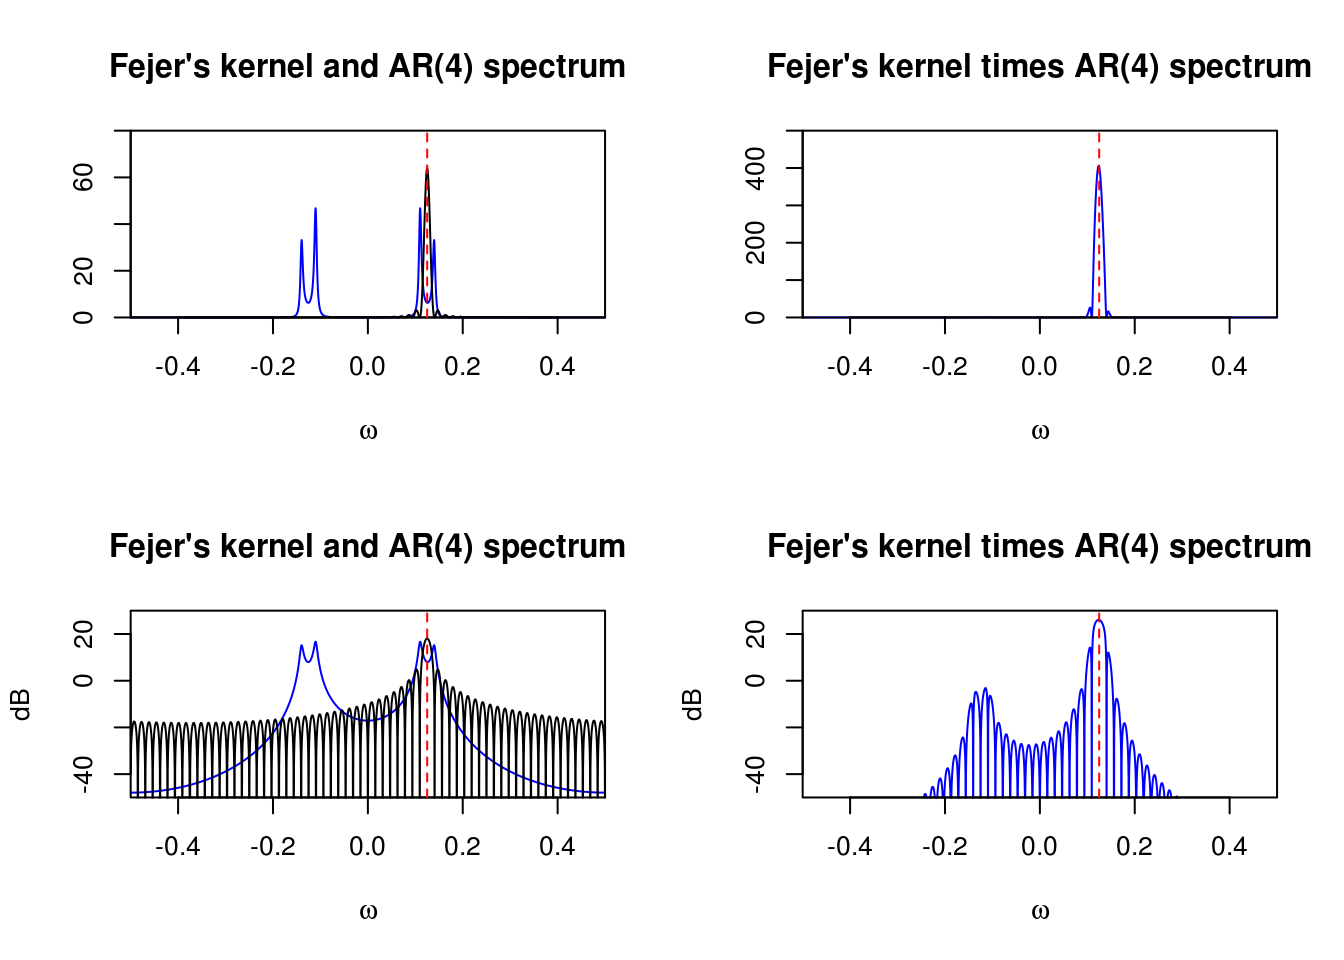 Fejer's kernel and AR(4) spectrum
0 20 60
-0.4 -0.2 0.0 0.2 0.4
ω
Fejer's kernel times AR(4) spectrum
0 200 400
-0.4 -0.2 0.0 0.2 0.4
ω
Fejer's kernel and AR(4) spectrum
dB
-40 0 20
-0.4 -0.2 0.0 0.2 0.4
ω
Fejer's kernel times AR(4) spectrum
dB
-40 0 20
-0.4 -0.2 0.0 0.2 0.4
ω